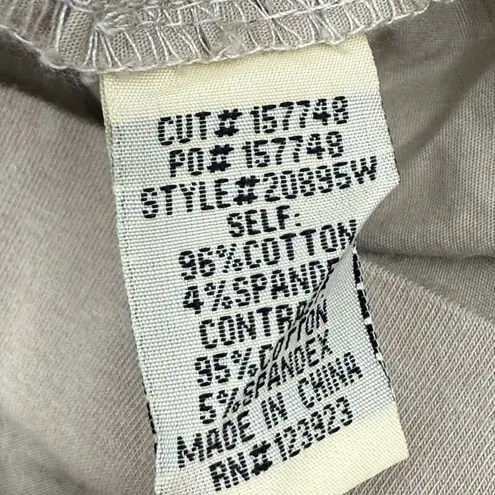 CUT# 157748
PO# 157748
STYLE# 20895W
SELF:
96% COTTON
4% SPANDEX
CONTRA
95% COTTON
5% SPANDEX
MADE IN CHINA
RN# 123923